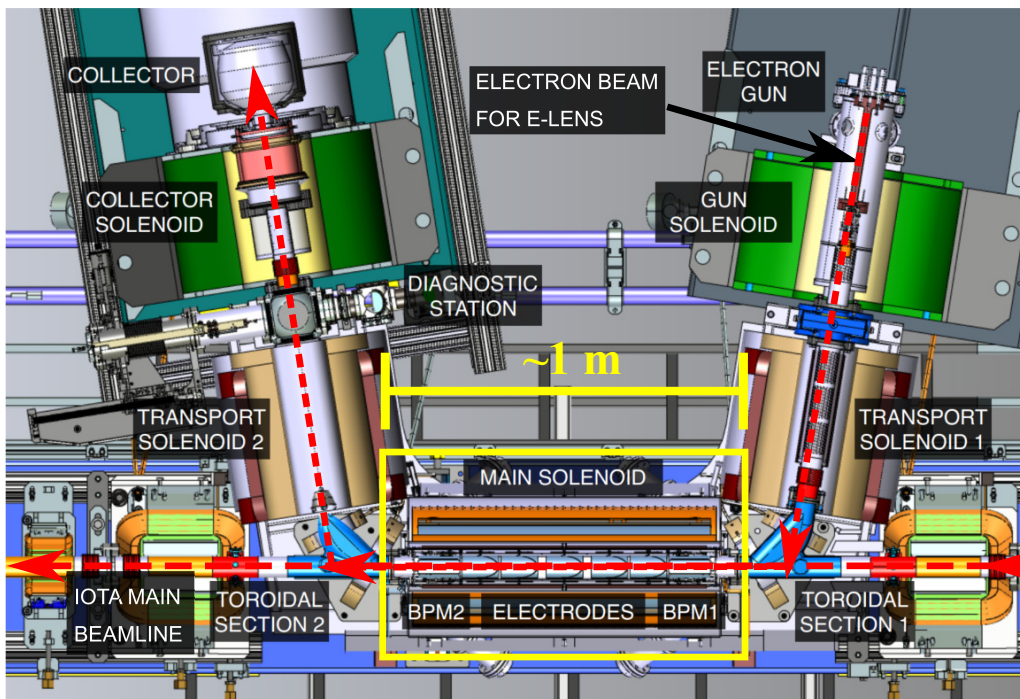 COLLECTOR
ELECTRON BEAM
FOR E-LENS
ELECTRON
GUN
COLLECTOR
SOLENOID
GUN
SOLENOID
DIAGNOSTIC
STATION
~1 m
TRANSPORT
SOLENOID 2
TRANSPORT
SOLENOID 1
MAIN SOLENOID
IOTA MAIN
BEAMLINE
TOROIDAL
SECTION 2
BPM2
ELECTRODES
BPM1
TOROIDAL
SECTION 1